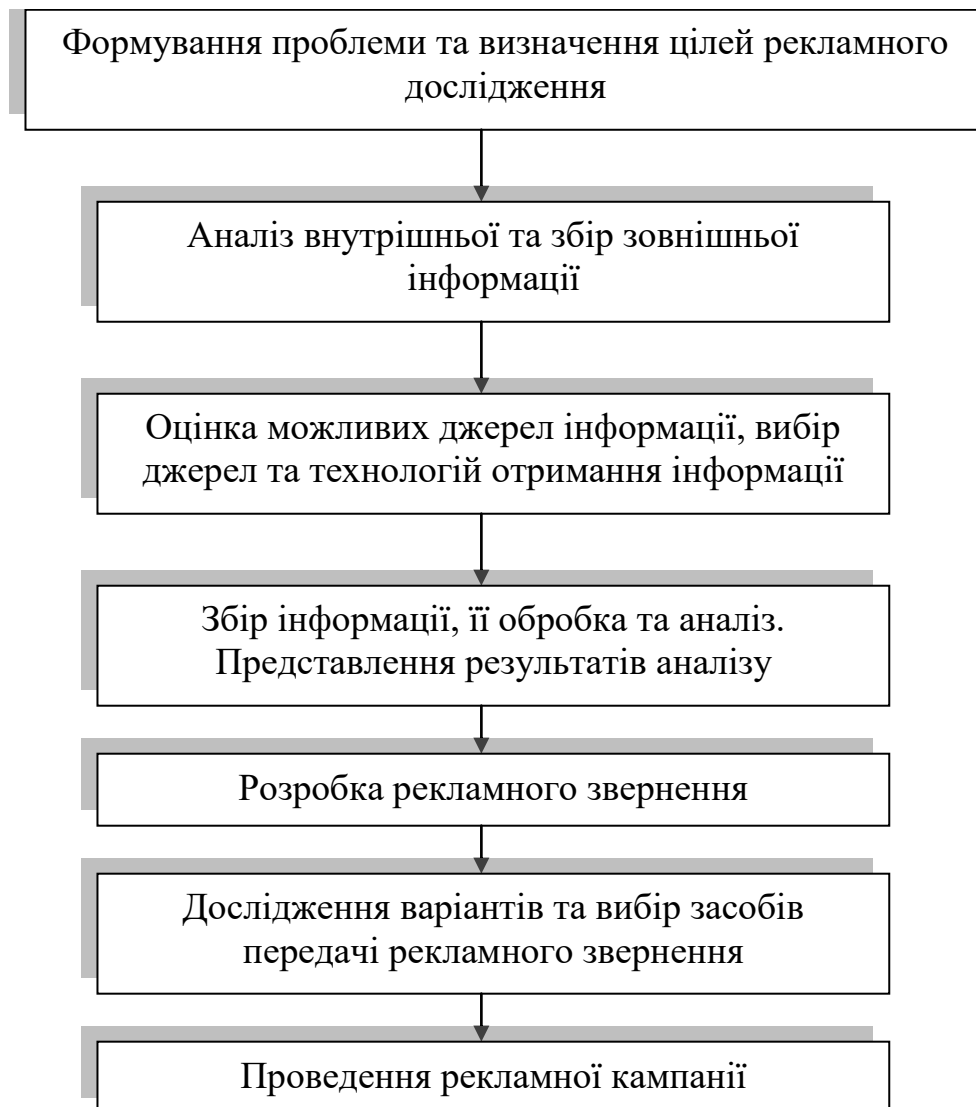 Формування проблеми та визначення цілей рекламного
дослідження
Аналіз внутрішньої та збір зовнішньої
інформації
Оцінка можливих джерел інформації, вибір
джерел та технологій отримання інформації
Збір інформації, її обробка та аналіз.
Представлення результатів аналізу
Розробка рекламного звернення
Дослідження варіантів та вибір засобів
передачі рекламного звернення
Проведення рекламної кампанії